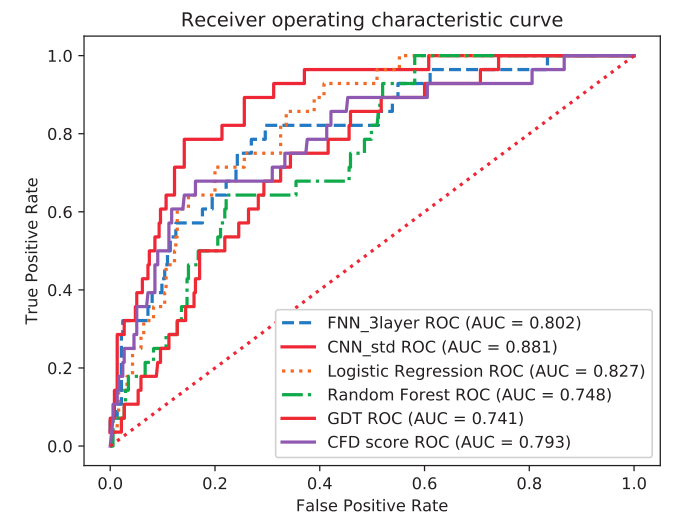 Receiver operating characteristic curve
True Positive Rate
1.0
0.8
0.6
0.4
0.2
0.0
FNN_3layer ROC (AUC = 0.802)
CNN_std ROC (AUC = 0.881)
Logistic Regression ROC (AUC = 0.827)
Random Forest ROC (AUC = 0.748)
GDT ROC (AUC = 0.741)
CFD score ROC (AUC = 0.793)
0.0 0.2 0.4 0.6 0.8 1.0
False Positive Rate